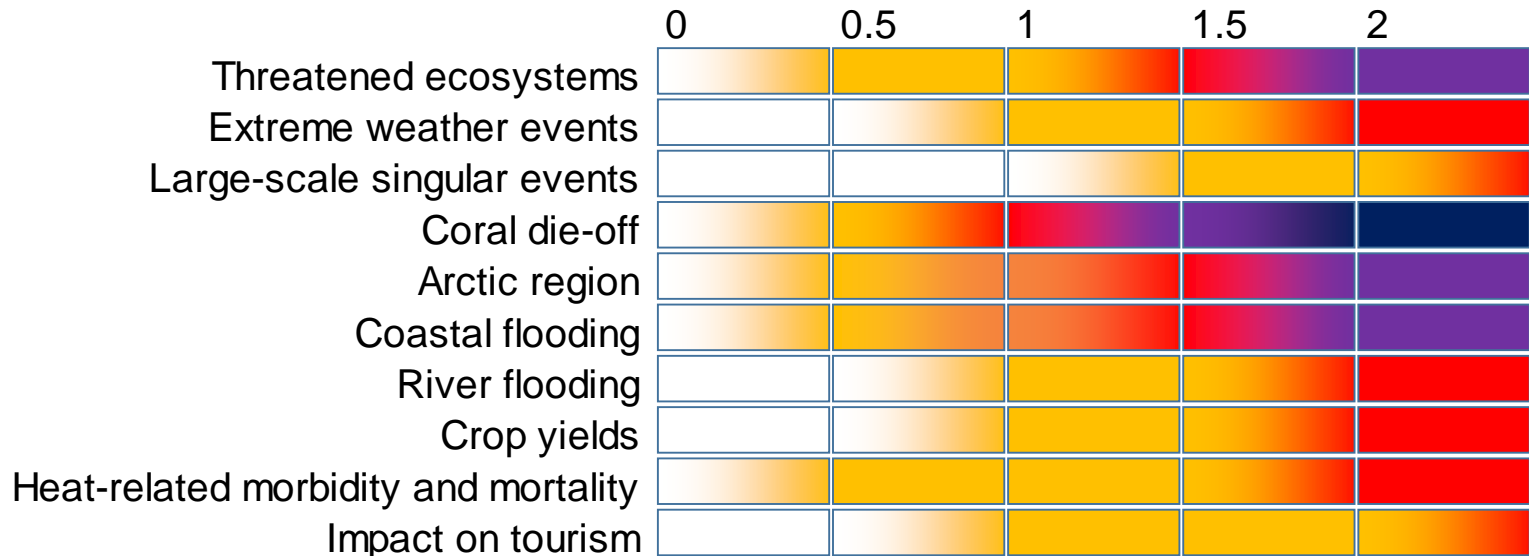 0 0.5 1 1.5 2
Threatened ecosystems
Extreme weather events
Large-scale singular events
Coral die-off
Arctic region
Coastal flooding
River flooding
Crop yields
Heat-related morbidity and mortality
Impact on tourism